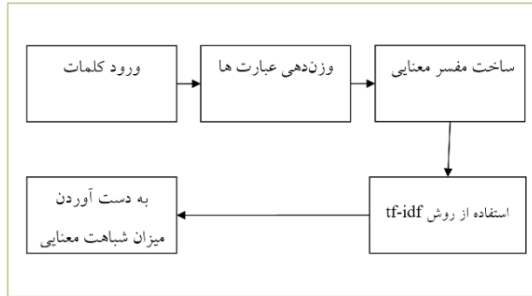 ورود کلمات
وزن‌دهی عبارت ها
ساخت مفسر معنایی
استفاده از روش tf-idf
به دست آوردن
میزان شباهت معنایی